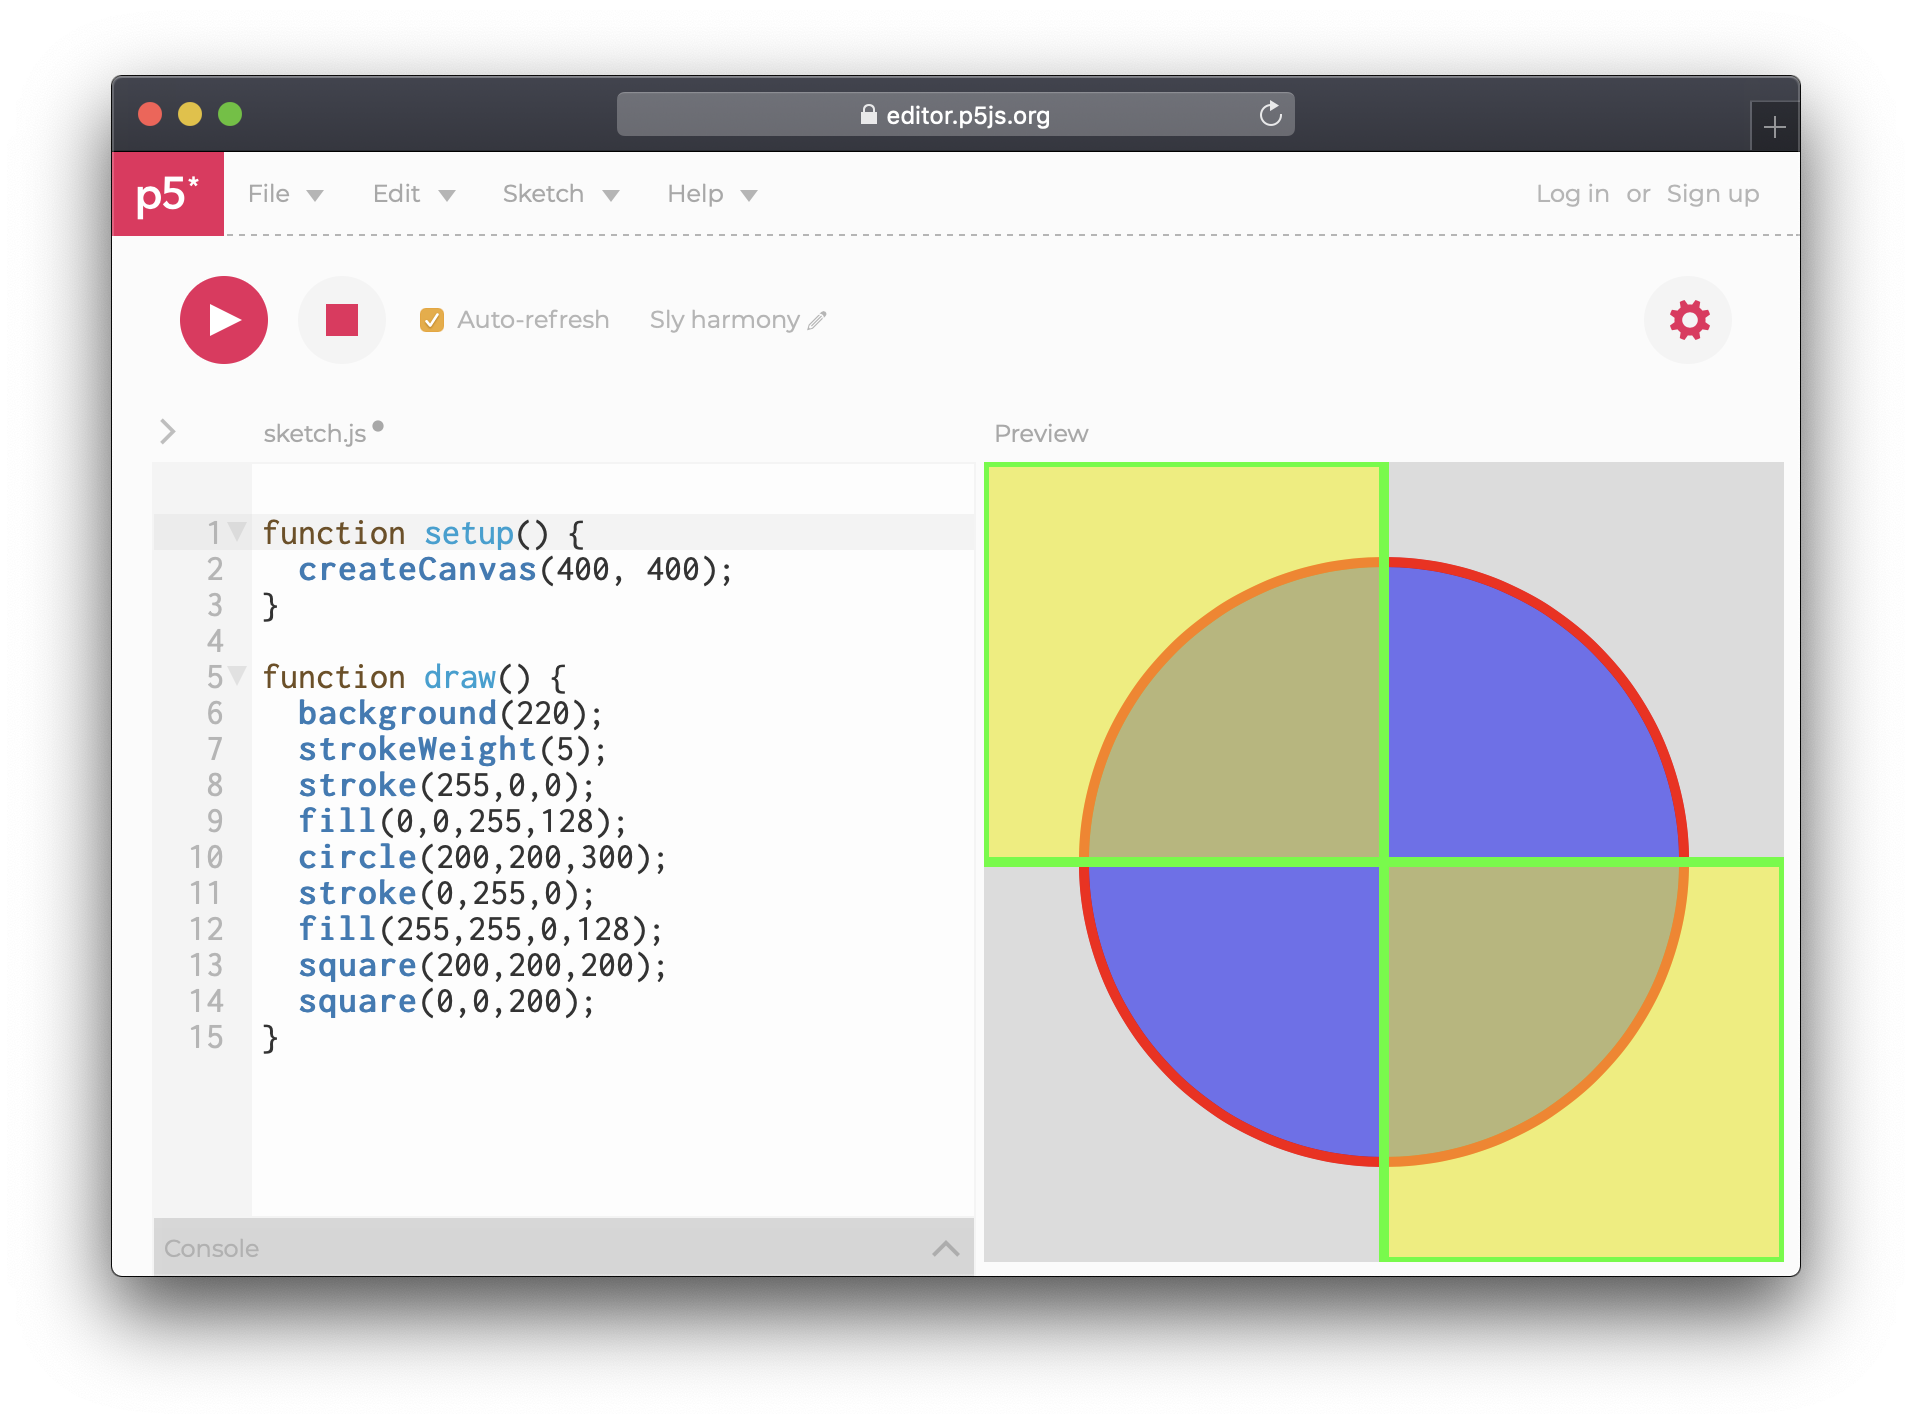 editor.p5js.org
p5* File Edit Sketch Help Log in or Sign up
Auto-refresh Sly harmony
sketch.js Preview
1 function setup() {
2 createCanvas(400, 400);
3 }
4
5 function draw() {
6 background(220);
7 strokeWeight(5);
8 stroke(255,0,0);
9 fill(0,0,255,128);
10 circle(200,200,300);
11 stroke(0,255,0);
12 fill(255,255,0,128);
13 square(200,200,200);
14 square(0,0,200);
15 }
Console